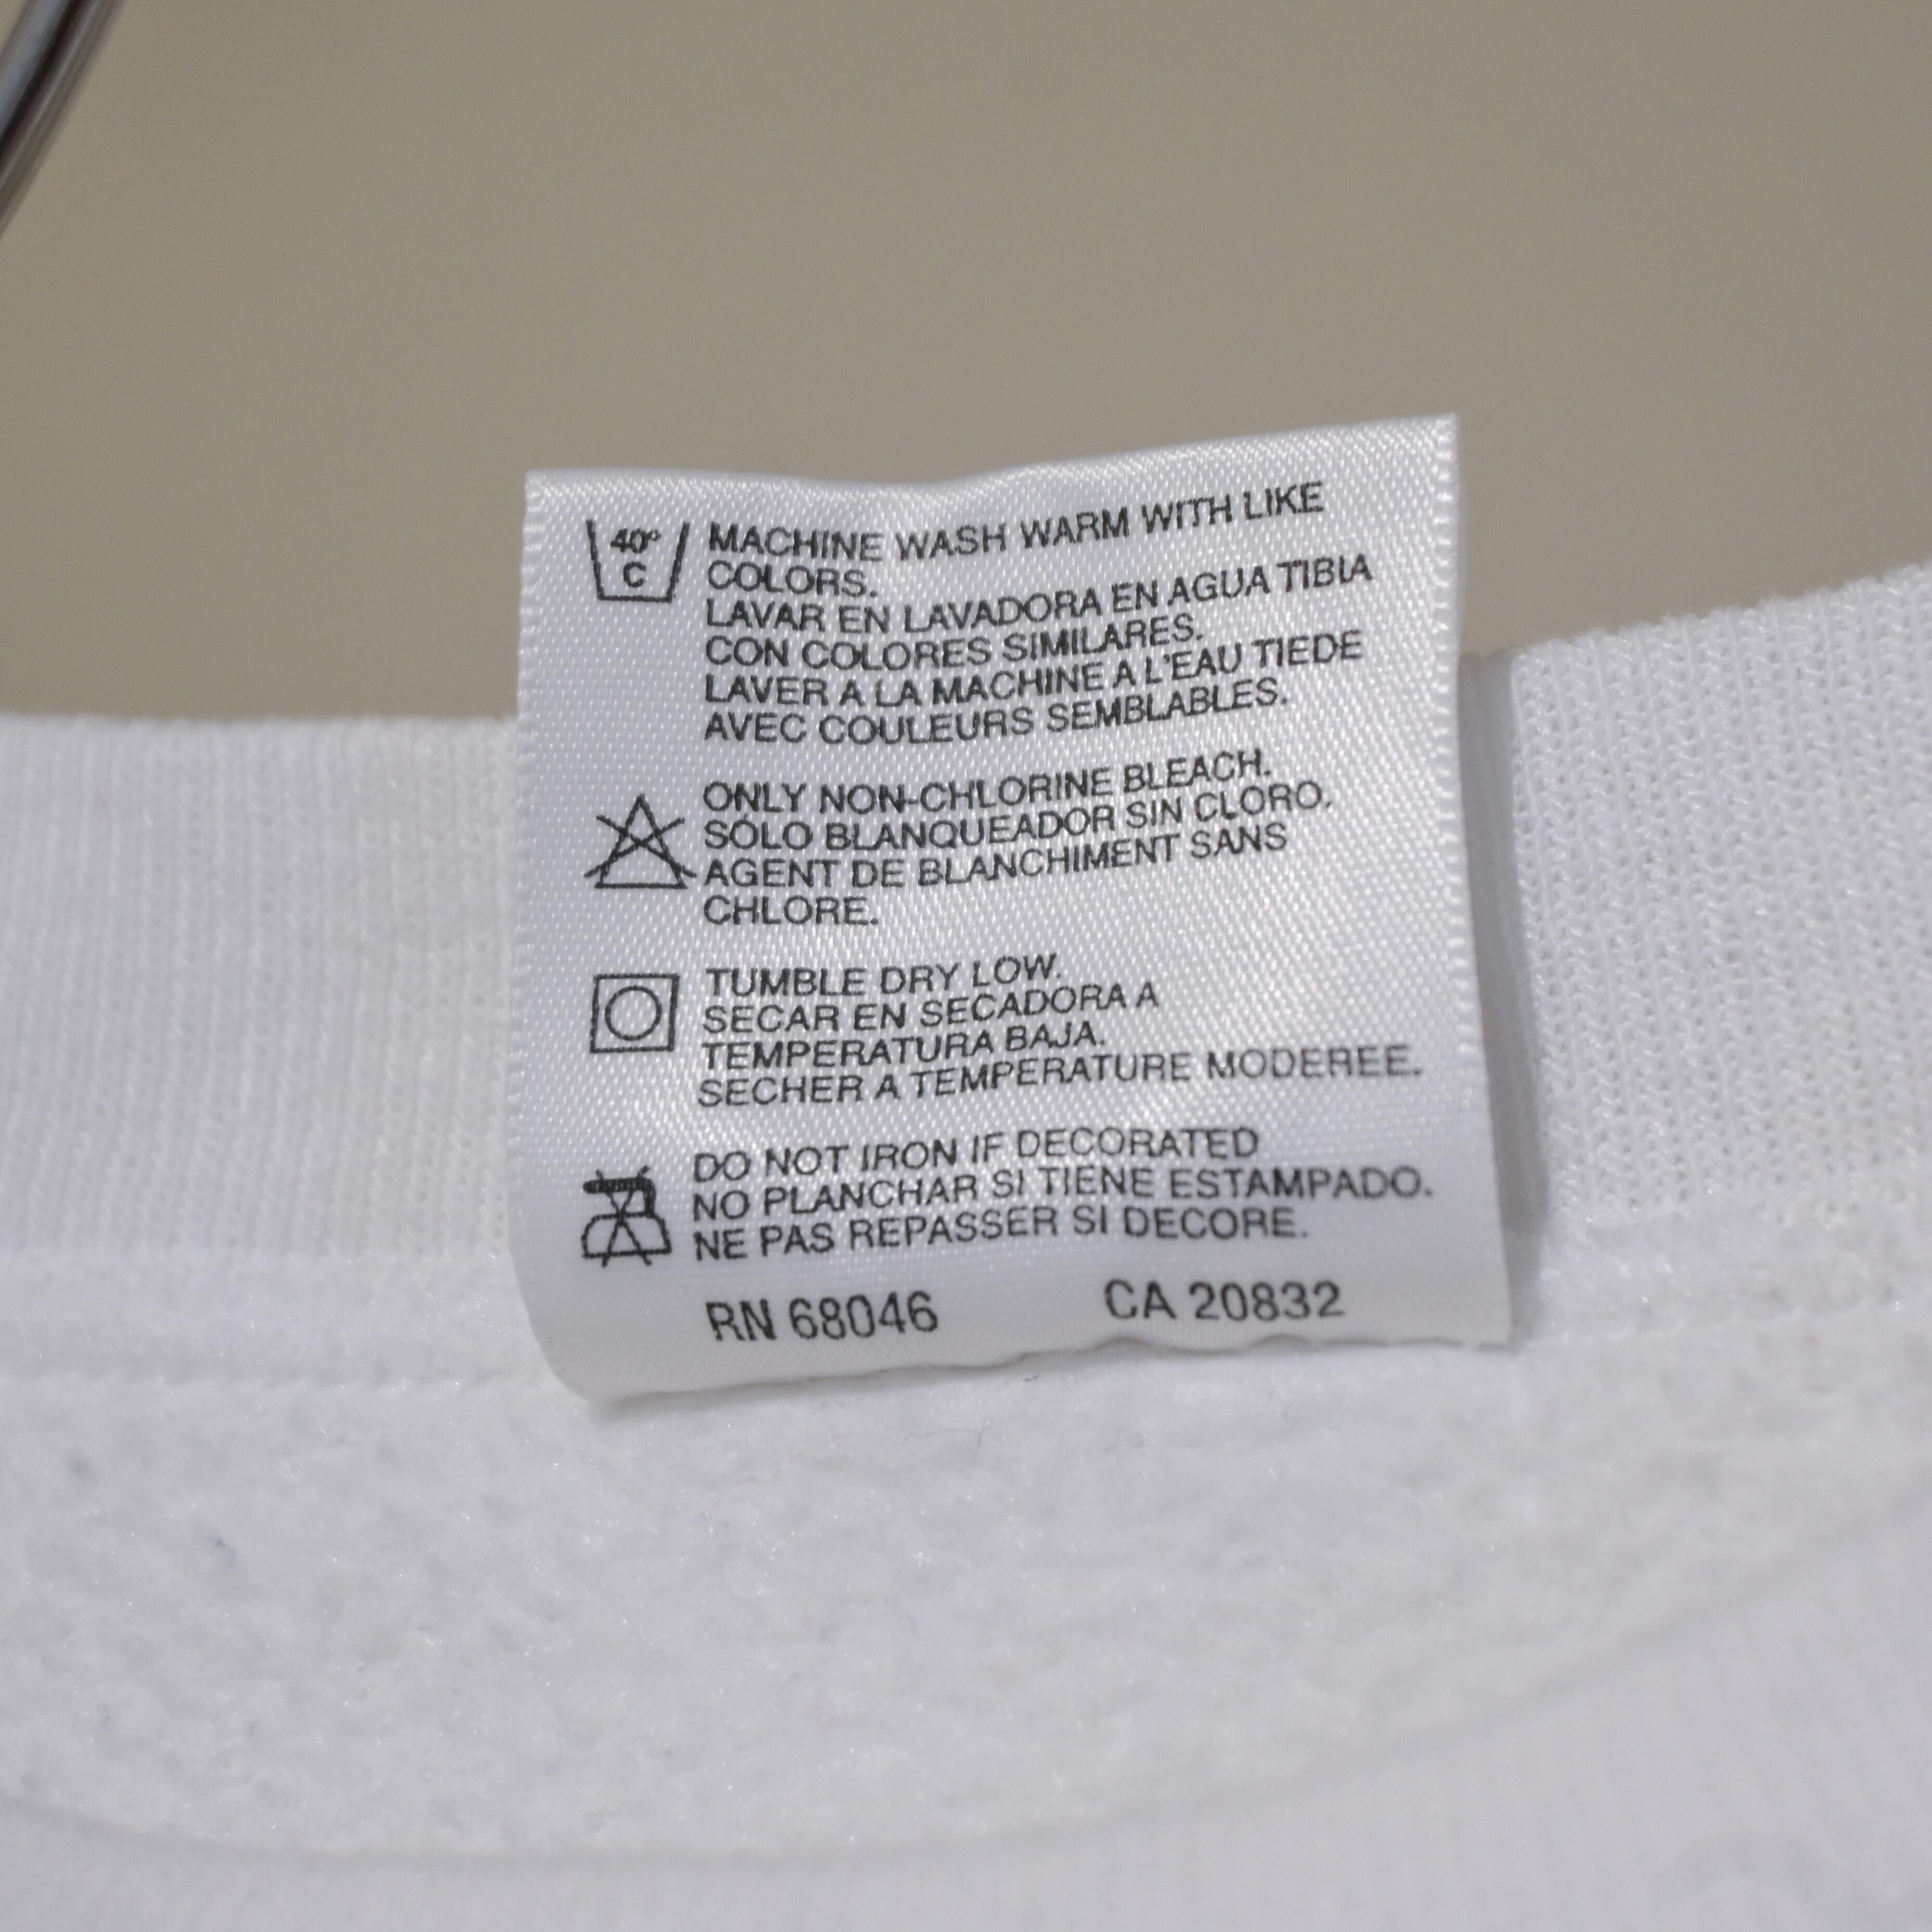 40°
C
MACHINE WASH WARM WITH LIKE
COLORS.
LAVAR EN LAVADORA EN AGUA TIBIA
CON COLORES SIMILARES.
LAVER A LA MACHINE A L'EAU TIEDE
AVEC COULEURS SEMBLABLES.
ONLY NON-CHLORINE BLEACH.
SÓLO BLANQUEADOR SIN CLORO.
AGENT DE BLANCHIMENT SANS
CHLORE.
TUMBLE DRY LOW.
SECAR EN SECADORA A
TEMPERATURA BAJA.
SECHER A TEMPERATURE MODEREE.
DO NOT IRON IF DECORATED
NO PLANCHAR SI TIENE ESTAMPADO.
NE PAS REPASSER SI DECORE.
RN 68046 CA 20832